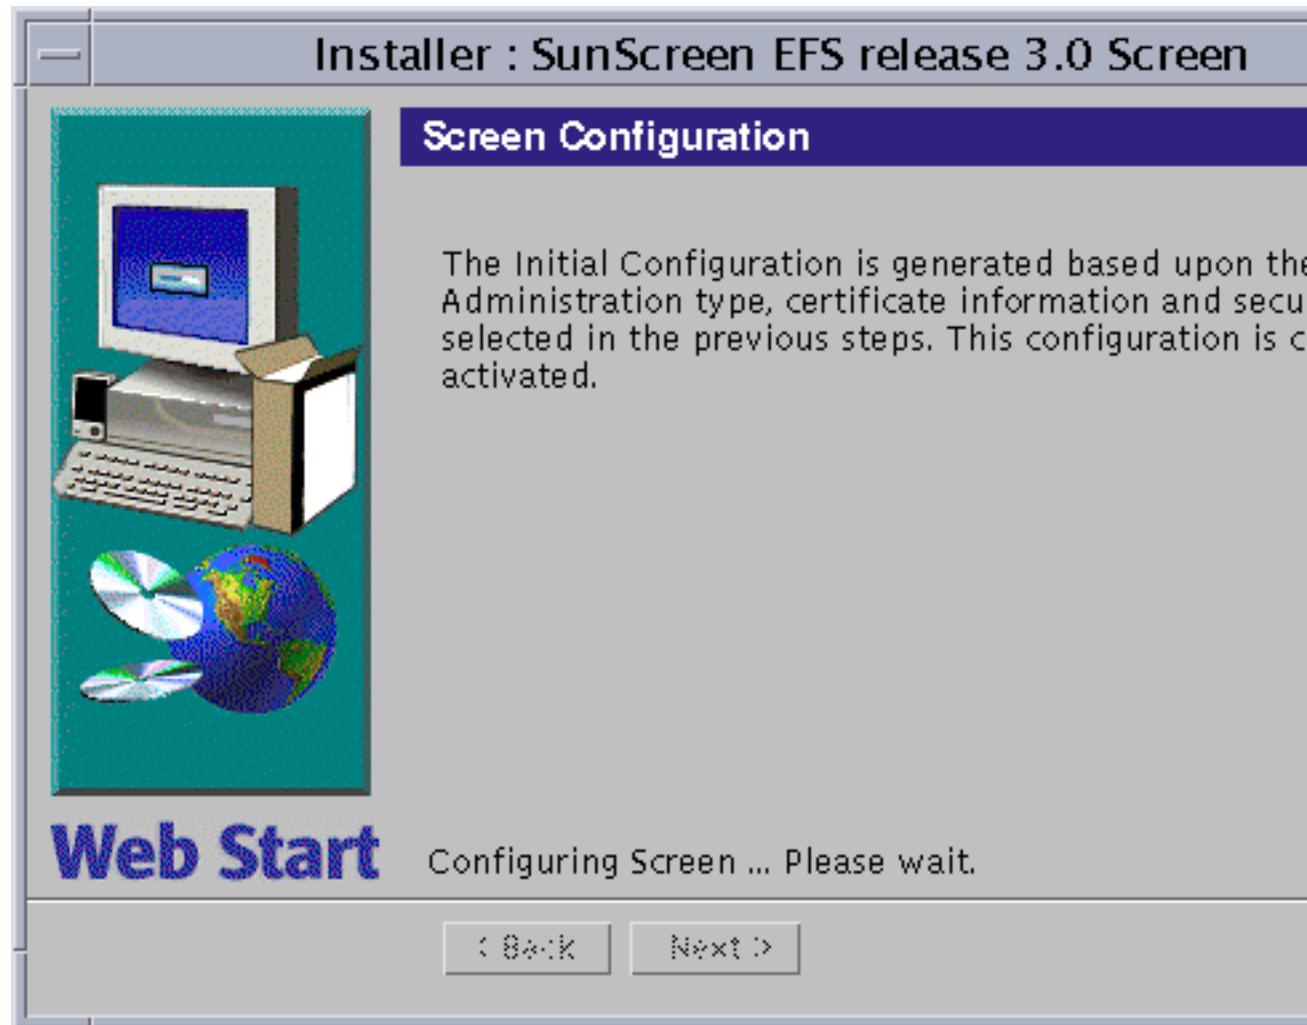 Installer : SunScreen EFS release 3.0 Screen
Screen Configuration
The Initial Configuration is generated based upon the
Administration type, certificate information and secu
selected in the previous steps. This configuration is c
activated.
Web Start
Configuring Screen ... Please wait.
< Back
Next >